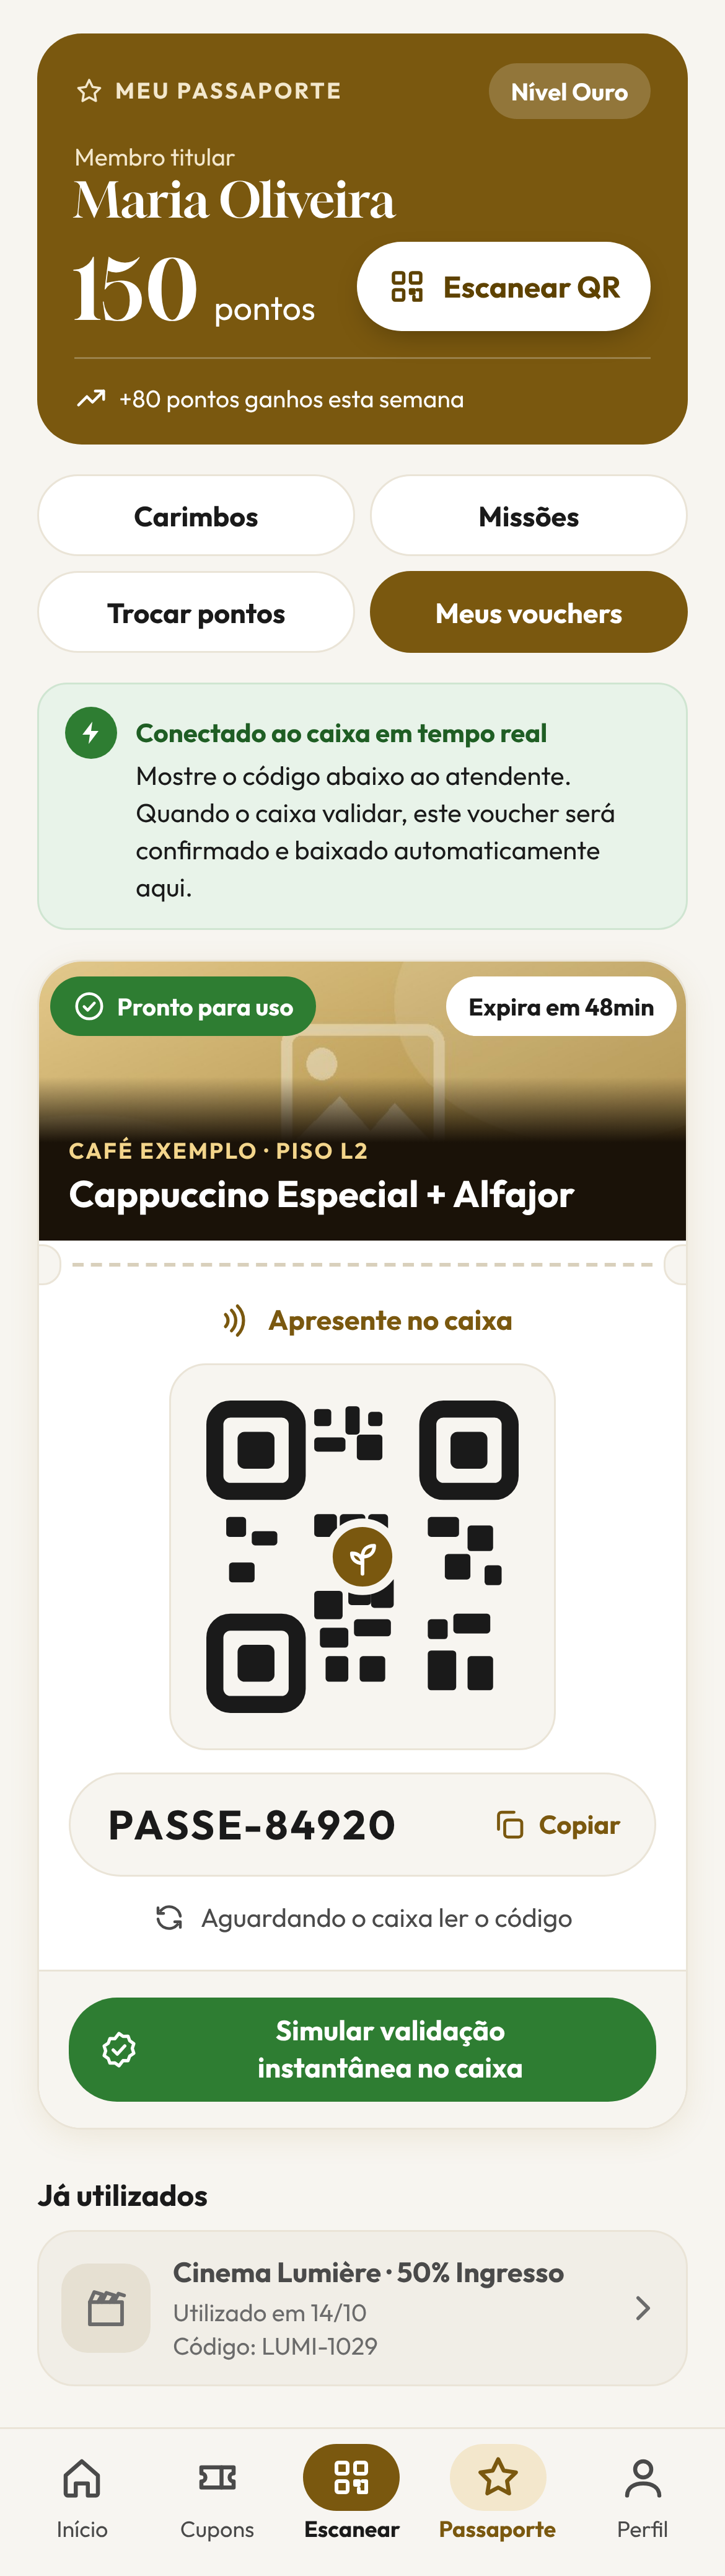 MEU PASSAPORTE
Nível Ouro
Membro titular
Maria Oliveira
150 pontos
Escanear QR
+80 pontos ganhos esta semana
Carimbos
Missões
Trocar pontos
Meus vouchers
Conectado ao caixa em tempo real
Mostre o código abaixo ao atendente.
Quando o caixa validar, este voucher será
confirmado e baixado automaticamente
aqui.
Pronto para uso
Expira em 48min
CAFÉ EXEMPLO · PISO L2
Cappuccino Especial + Alfajor
Apresente no caixa
PASSE-84920
Copiar
Aguardando o caixa ler o código
Simular validação
instantânea no caixa
Já utilizados
Cinema Lumière · 50% Ingresso
Utilizado em 14/10
Código: LUMI-1029
Início
Cupons
Escanear
Passaporte
Perfil